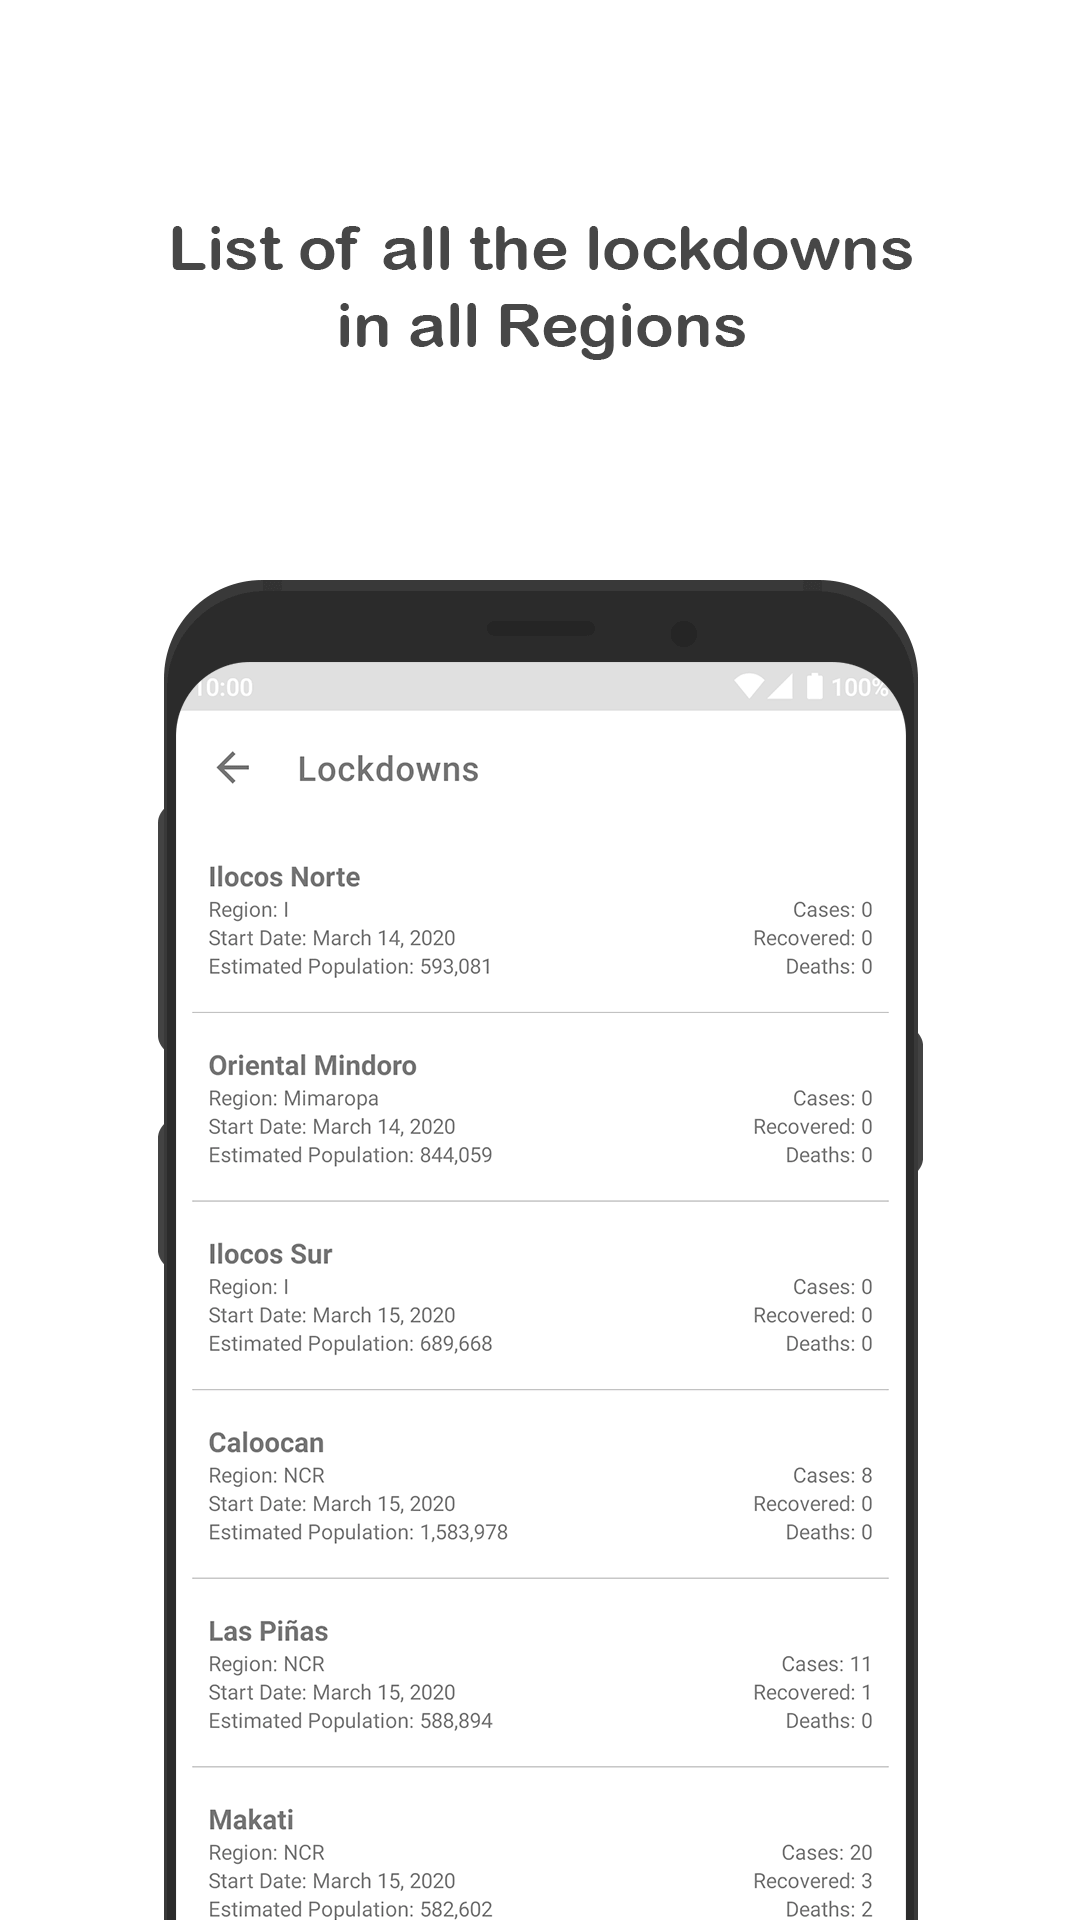 List of all the lockdowns
in all Regions
10:00 100%
Lockdowns
Ilocos Norte
Region: I Cases: 0
Start Date: March 14, 2020 Recovered: 0
Estimated Population: 593,081 Deaths: 0
Oriental Mindoro
Region: Mimaropa Cases: 0
Start Date: March 14, 2020 Recovered: 0
Estimated Population: 844,059 Deaths: 0
Ilocos Sur
Region: I Cases: 0
Start Date: March 15, 2020 Recovered: 0
Estimated Population: 689,668 Deaths: 0
Caloocan
Region: NCR Cases: 8
Start Date: March 15, 2020 Recovered: 0
Estimated Population: 1,583,978 Deaths: 0
Las Piñas
Region: NCR Cases: 11
Start Date: March 15, 2020 Recovered: 1
Estimated Population: 588,894 Deaths: 0
Makati
Region: NCR Cases: 20
Start Date: March 15, 2020 Recovered: 3
Estimated Population: 582,602 Deaths: 2